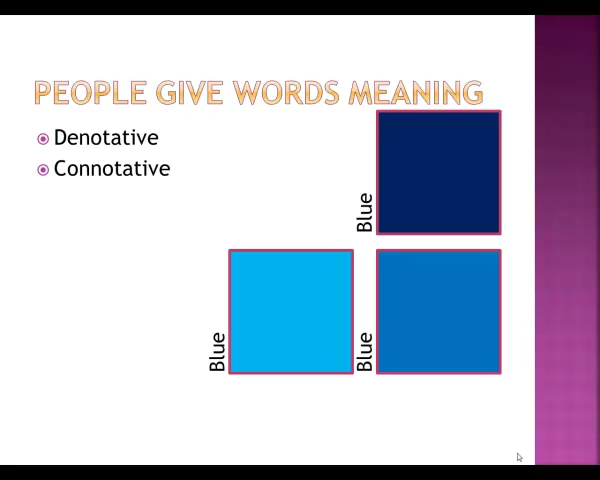 PEOPLE GIVE WORDS MEANING
Denotative
Connotative
Blue
Blue
Blue